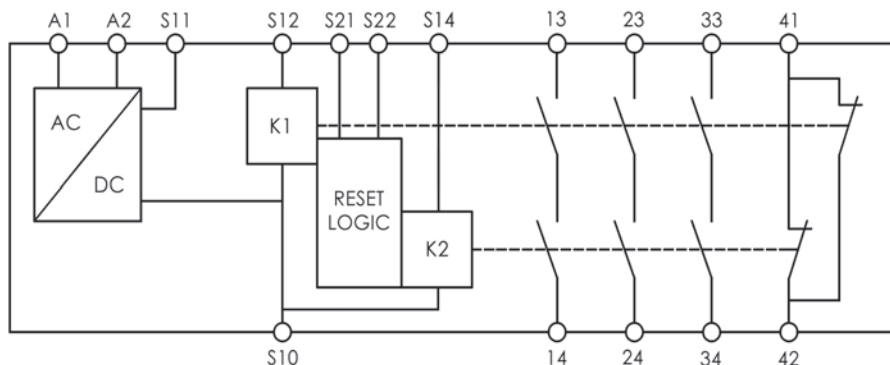 A1 A2 S11 S12 S21 S22 S14 13 23 33 41
AC
DC
K1
RESET
LOGIC
K2
S10 14 24 34 42